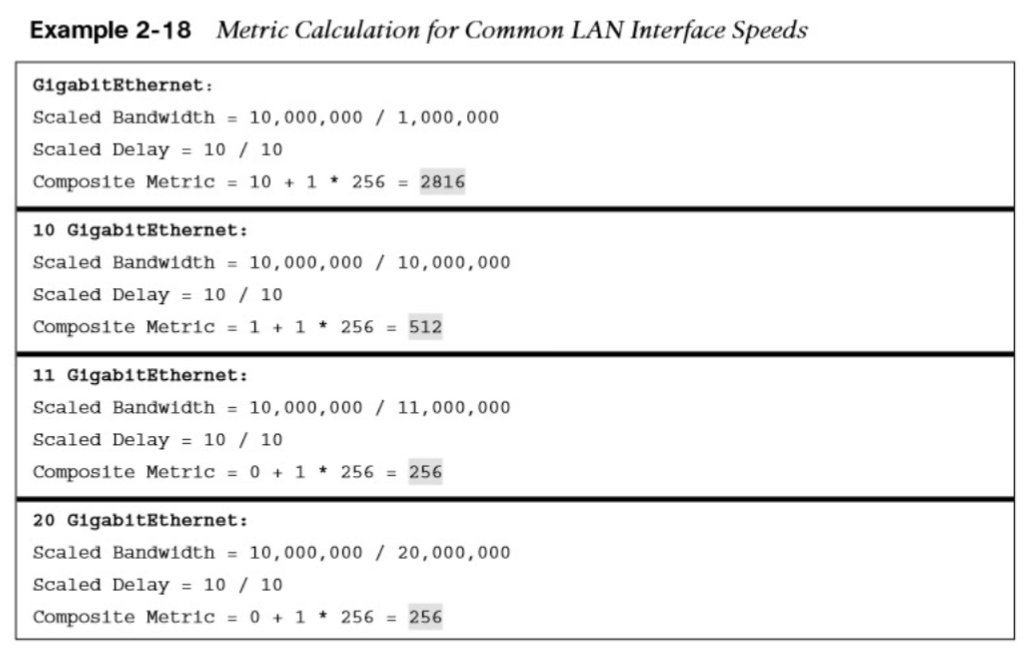 Example 2-18 Metric Calculation for Common LAN Interface Speeds
GigabitEthernet:
Scaled Bandwidth = 10,000,000 / 1,000,000
Scaled Delay = 10 / 10
Composite Metric = 10 + 1 * 256 = 2816
10 GigabitEthernet:
Scaled Bandwidth = 10,000,000 / 10,000,000
Scaled Delay = 10 / 10
Composite Metric = 1 + 1 * 256 = 512
11 GigabitEthernet:
Scaled Bandwidth = 10,000,000 / 11,000,000
Scaled Delay = 10 / 10
Composite Metric = 0 + 1 * 256 = 256
20 GigabitEthernet:
Scaled Bandwidth = 10,000,000 / 20,000,000
Scaled Delay = 10 / 10
Composite Metric = 0 + 1 * 256 = 256